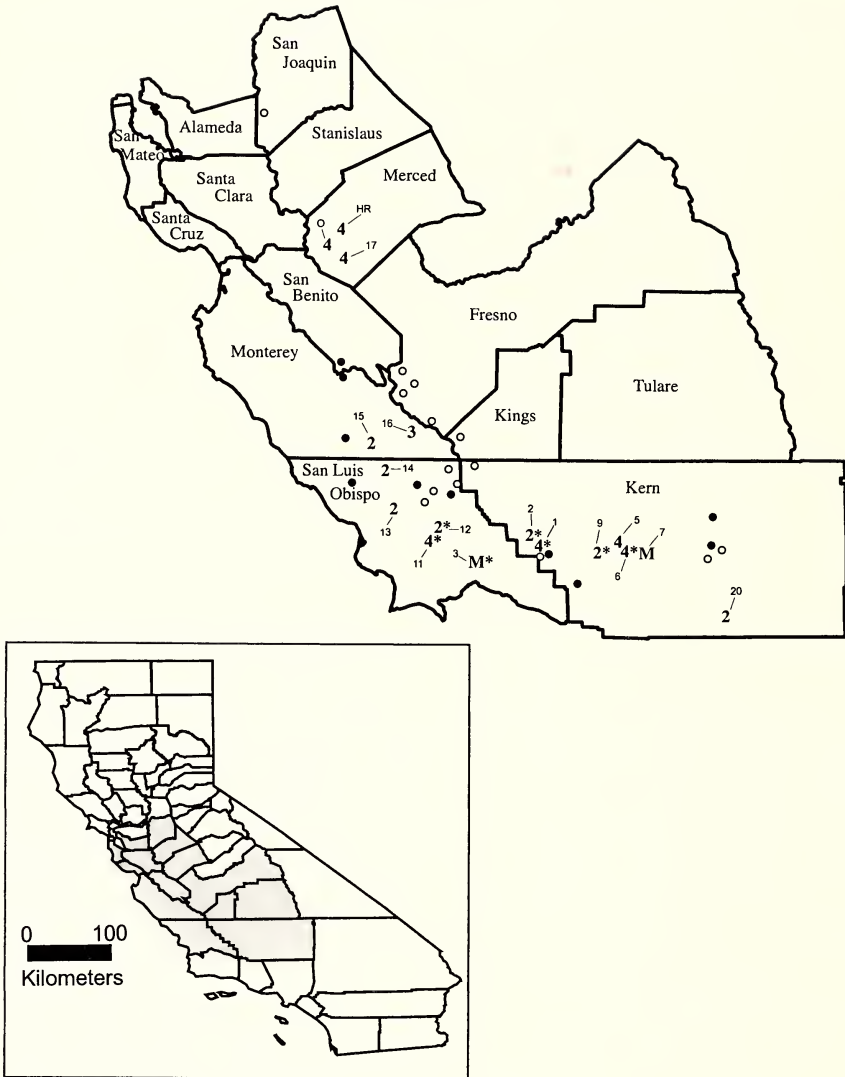 San
Joaquin
Alameda
Stanislaus
San
Mateo
Merced
Santa
Clara
HR
Santa
Cruz
4
17
4
4
San
Benito
Fresno
Monterey
Tulare
Kings
15
16
3
2
San Luis
2
14
Obispo
Kern
2
13
2*
12
4*
11
3
M*
2
1
2*
4*
9
5
7
4
2*
4*
M
6
20
2
0 100
Kilometers